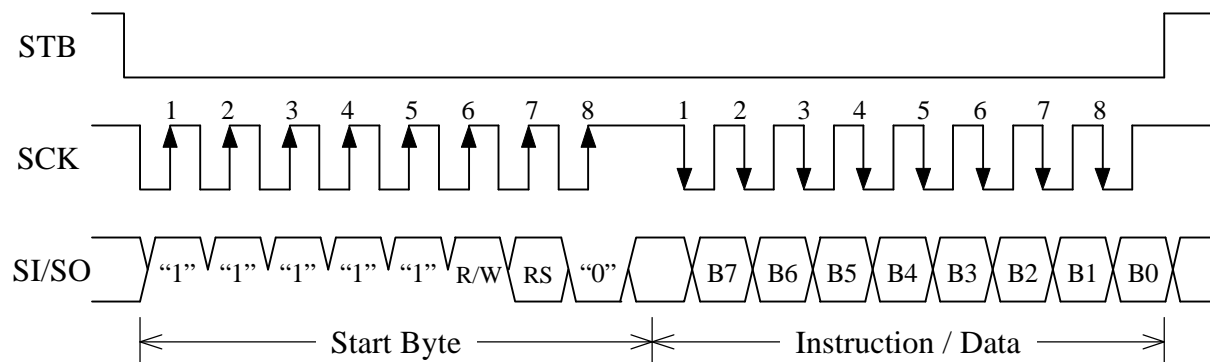 STB
1 2 3 4 5 6 7 8 1 2 3 4 5 6 7 8
SCK
SI/SO “1” “1” “1” “1” “1” R/W RS “0” B7 B6 B5 B4 B3 B2 B1 B0
Start Byte Instruction / Data